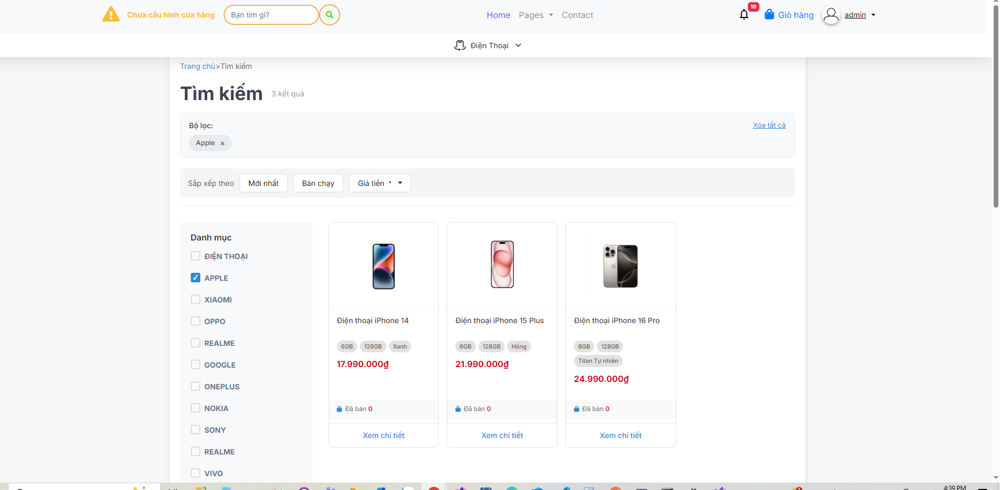 Chưa cấu hình cửa hàng
Bạn tìm gì?
Home Pages Contact
16
Giỏ hàng
admin
Điện Thoại
Trang chủ>Tìm kiếm
Tìm kiếm 3 kết quả
Bộ lọc:
Xóa tất cả
Apple ×
Sắp xếp theo Mới nhất Bán chạy Giá tiền
Danh mục
ĐIỆN THOẠI
APPLE
XIAOMI
OPPO
REALME
GOOGLE
ONEPLUS
NOKIA
SONY
REALME
VIVO
Điện thoại iPhone 14
6GB 128GB Xanh
17.990.000₫
Đã bán 0
Xem chi tiết
Điện thoại iPhone 15 Plus
6GB 128GB Hồng
21.990.000₫
Đã bán 0
Xem chi tiết
Điện thoại iPhone 16 Pro
8GB 128GB
Titan Tự nhiên
24.990.000₫
Đã bán 0
Xem chi tiết
4:39 PM